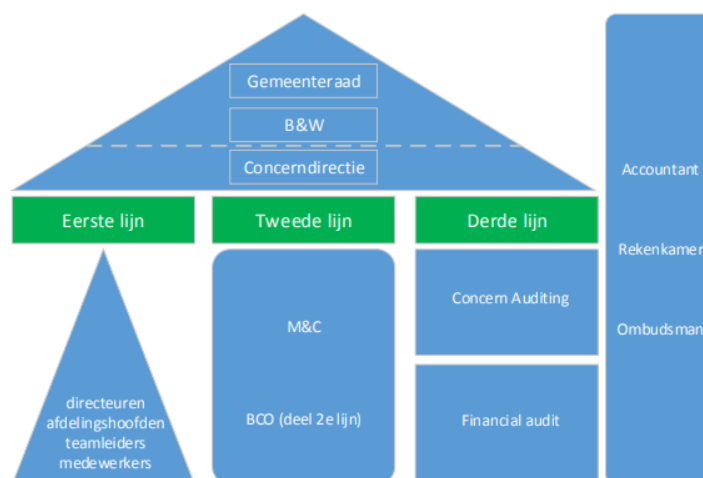 Gemeenteraad
B&W
Concerndirectie
Eerste lijn
Tweede lijn
Derde lijn
directeuren
afdelingshoofden
teamleiders
medewerkers
M&C
BCO (deel 2e lijn)
Concern Auditing
Financial audit
Accountant
Rekenkamer
Ombudsman